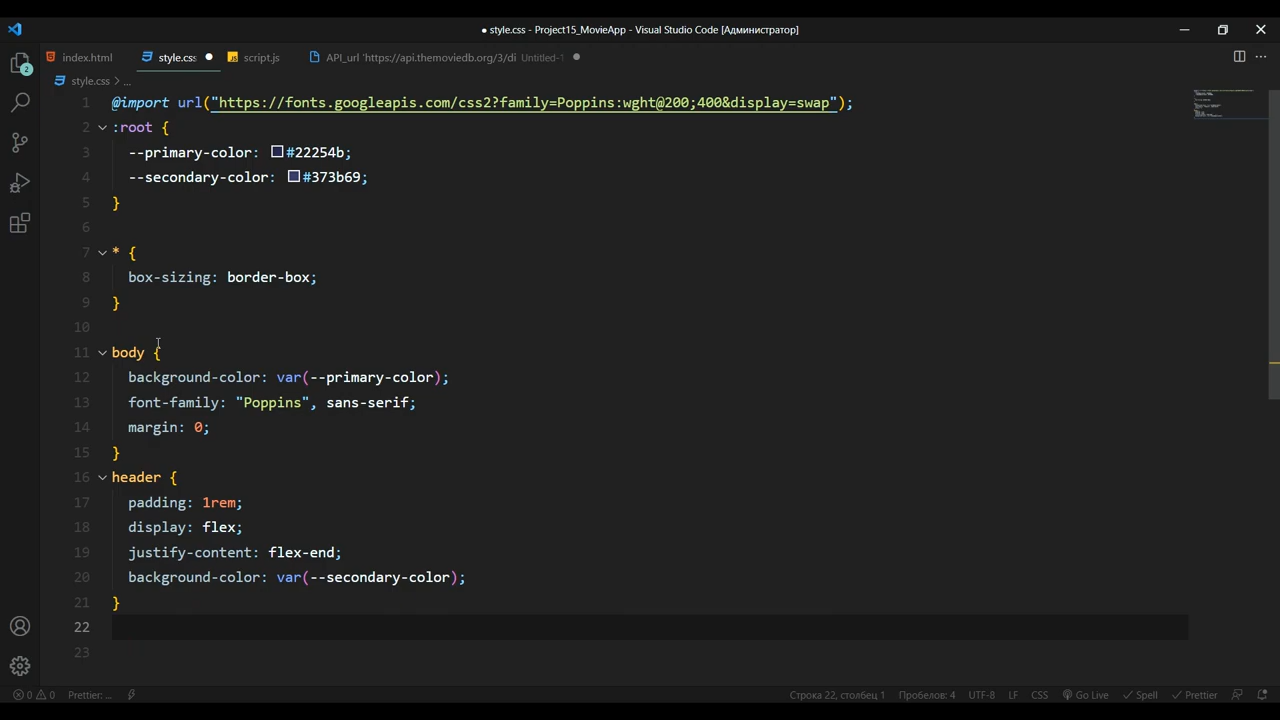 ● style.css - Project15_MovieApp - Visual Studio Code [Администратор]
index.html
style.css
script.js
API_url 'https://api.themoviedb.org/3/di Untitled-1
style.css > ...
1 @import url("https://fonts.googleapis.com/css2?family=Poppins:wght@200;400&display=swap");
2 :root {
3 --primary-color: #22254b;
4 --secondary-color: #373b69;
5 }
6
7 * {
8 box-sizing: border-box;
9 }
10
11 body {
12 background-color: var(--primary-color);
13 font-family: "Poppins", sans-serif;
14 margin: 0;
15 }
16 header {
17 padding: 1rem;
18 display: flex;
19 justify-content: flex-end;
20 background-color: var(--secondary-color);
21 }
22
23
2
0 0 Prettier: ... Строка 22, столбец 1 Пробелов: 4 UTF-8 LF CSS Go Live Spell Prettier